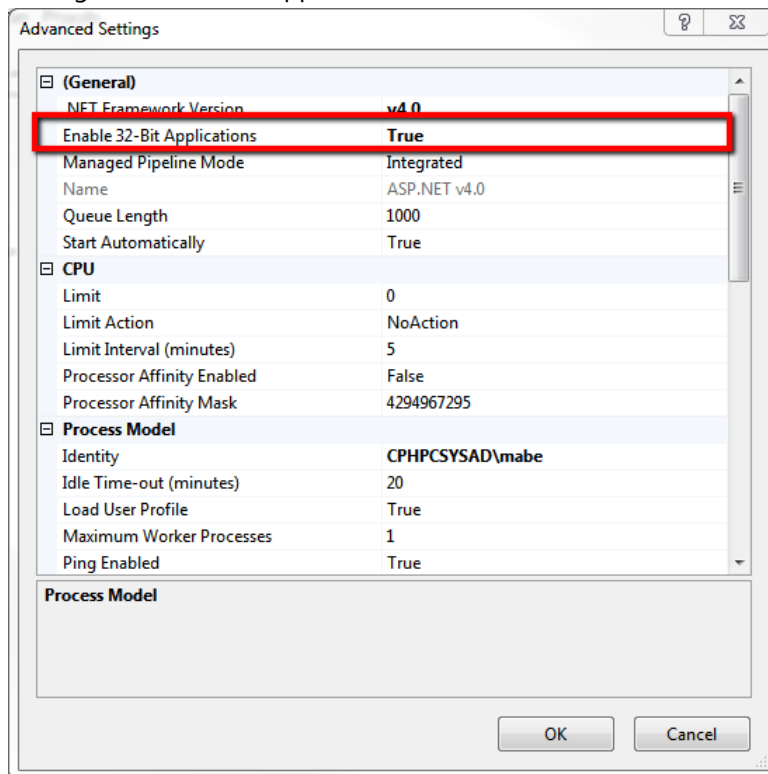 Advanced Settings
(General)
.NET Framework Version v4.0
Enable 32-Bit Applications True
Managed Pipeline Mode Integrated
Name ASP.NET v4.0
Queue Length 1000
Start Automatically True
CPU
Limit 0
Limit Action NoAction
Limit Interval (minutes) 5
Processor Affinity Enabled False
Processor Affinity Mask 4294967295
Process Model
Identity CPHPCSYSAD\mabe
Idle Time-out (minutes) 20
Load User Profile True
Maximum Worker Processes 1
Ping Enabled True
Process Model
OK Cancel